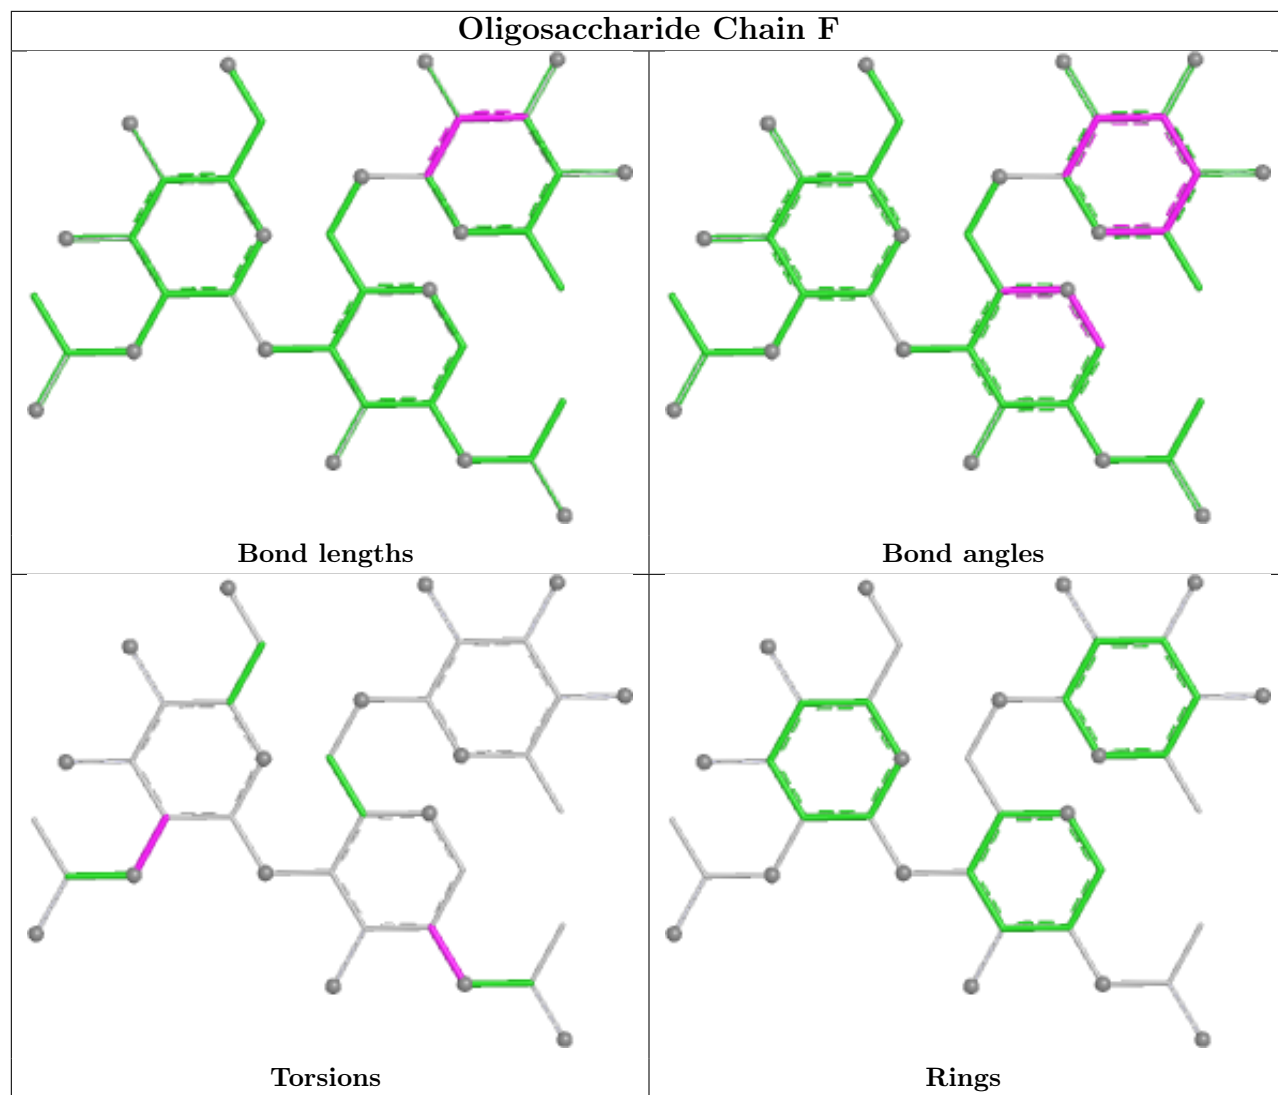 Oligosaccharide Chain F
Bond lengths
Bond angles
Torsions
Rings